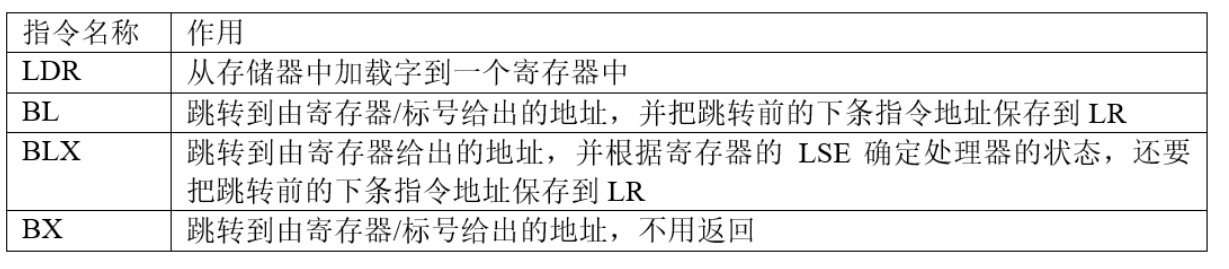 指令名称 作用
LDR 从存储器中加载字到一个寄存器中
BL 跳转到由寄存器/标号给出的地址，并把跳转前的下条指令地址保存到 LR
BLX 跳转到由寄存器给出的地址，并根据寄存器的 LSE 确定处理器的状态，还要
把跳转前的下条指令地址保存到 LR
BX 跳转到由寄存器/标号给出的地址，不用返回